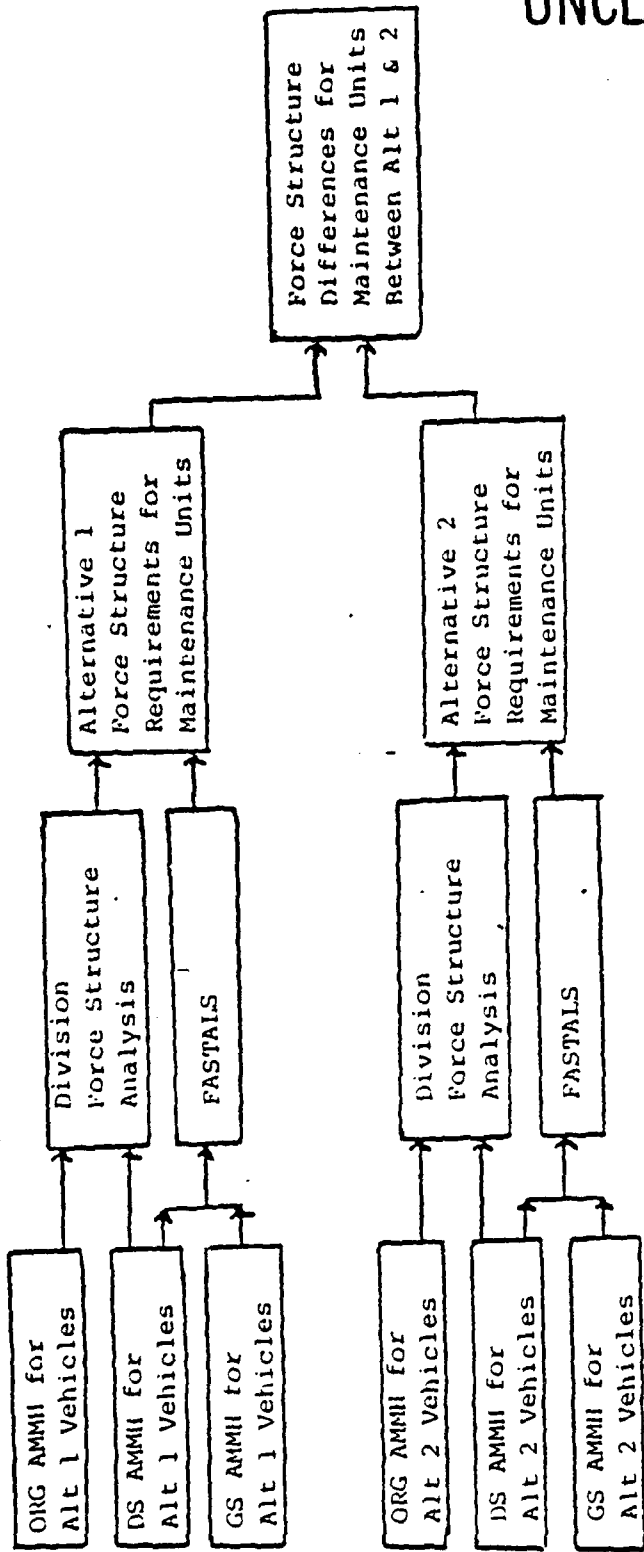 UNCL
ORG AMMH for
Alt 1 Vehicles
DS AMMH for
Alt 1 Vehicles
GS AMMH for
Alt 1 Vehicles
Division
Force Structure
Analysis
FASTALS
Alternative 1
Force Structure
Requirements for
Maintenance Units
ORG AMMH for
Alt 2 Vehicles
DS AMMH for
Alt 2 Vehicles
GS AMMH for
Alt 2 Vehicles
Division
Force Structure
Analysis
FASTALS
Alternative 2
Force Structure
Requirements for
Maintenance Units
Force Structure
Differences for
Maintenance Units
Between Alt 1 & 2